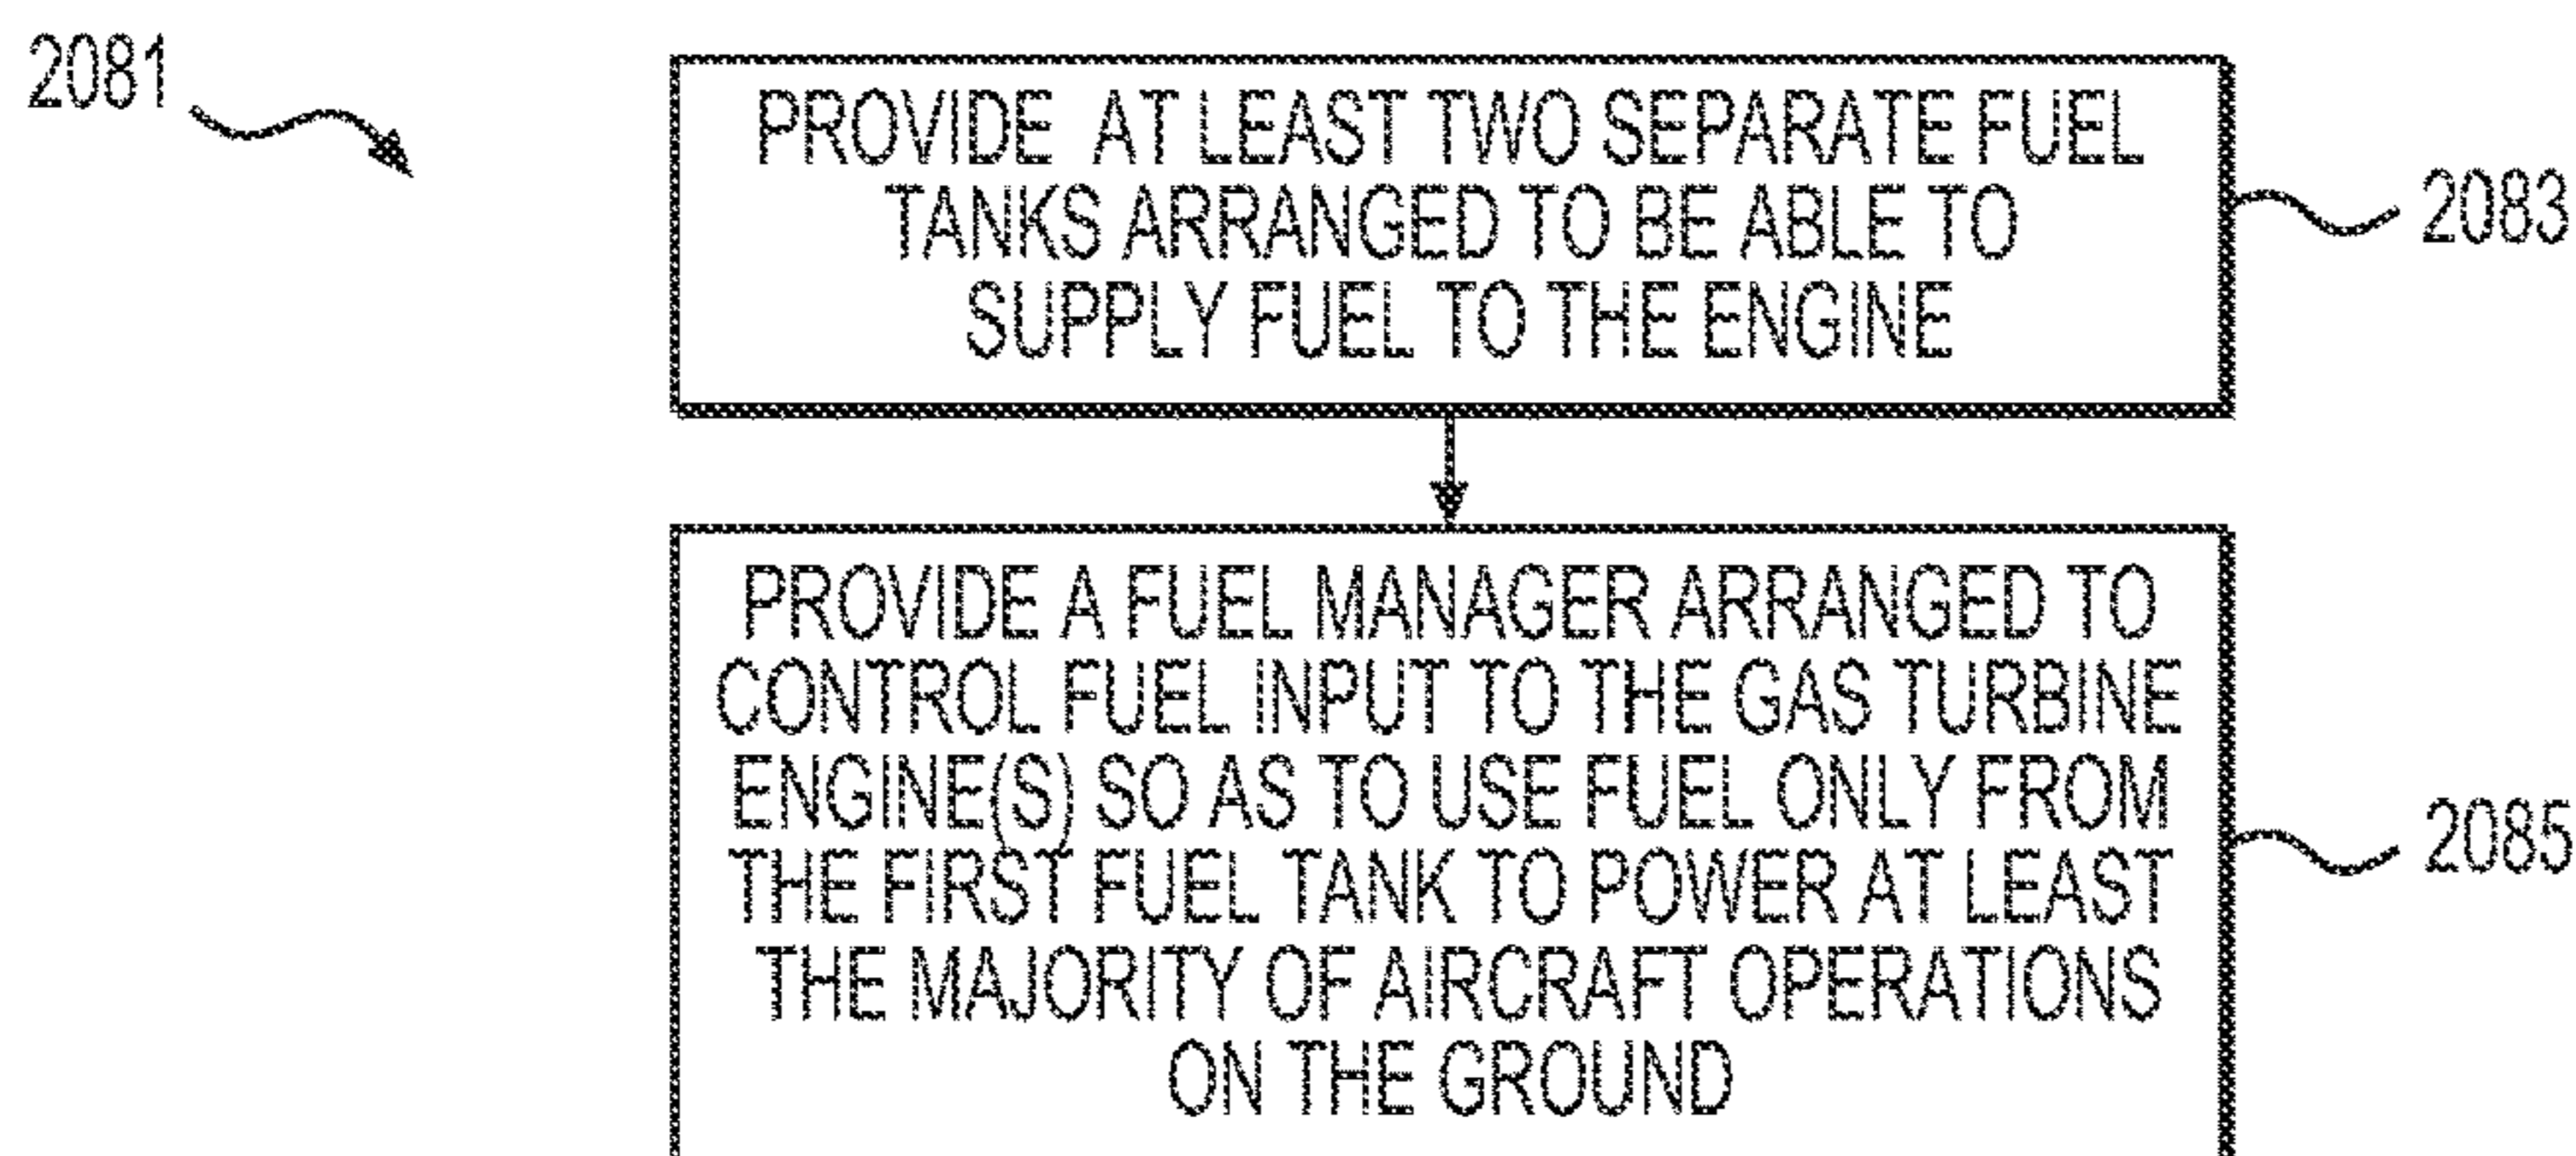 2081
PROVIDE AT LEAST TWO SEPARATE FUEL
TANKS ARRANGED TO BE ABLE TO
SUPPLY FUEL TO THE ENGINE
2083
PROVIDE A FUEL MANAGER ARRANGED TO
CONTROL FUEL INPUT TO THE GAS TURBINE
ENGINE(S) SO AS TO USE FUEL ONLY FROM
THE FIRST FUEL TANK TO POWER AT LEAST
THE MAJORITY OF AIRCRAFT OPERATIONS
ON THE GROUND
2085